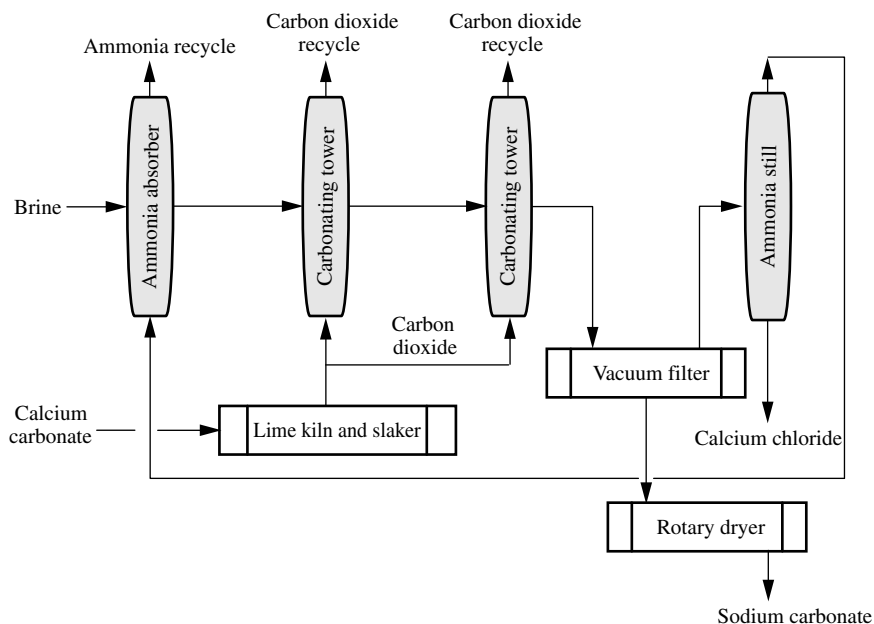 Ammonia recycle
Carbon dioxide
recycle
Carbon dioxide
recycle
Brine
Ammonia absorber
Carbonating tower
Carbonating tower
Ammonia still
Carbon
dioxide
Vacuum filter
Calcium
carbonate
Lime kiln and slaker
Calcium chloride
Rotary dryer
Sodium carbonate